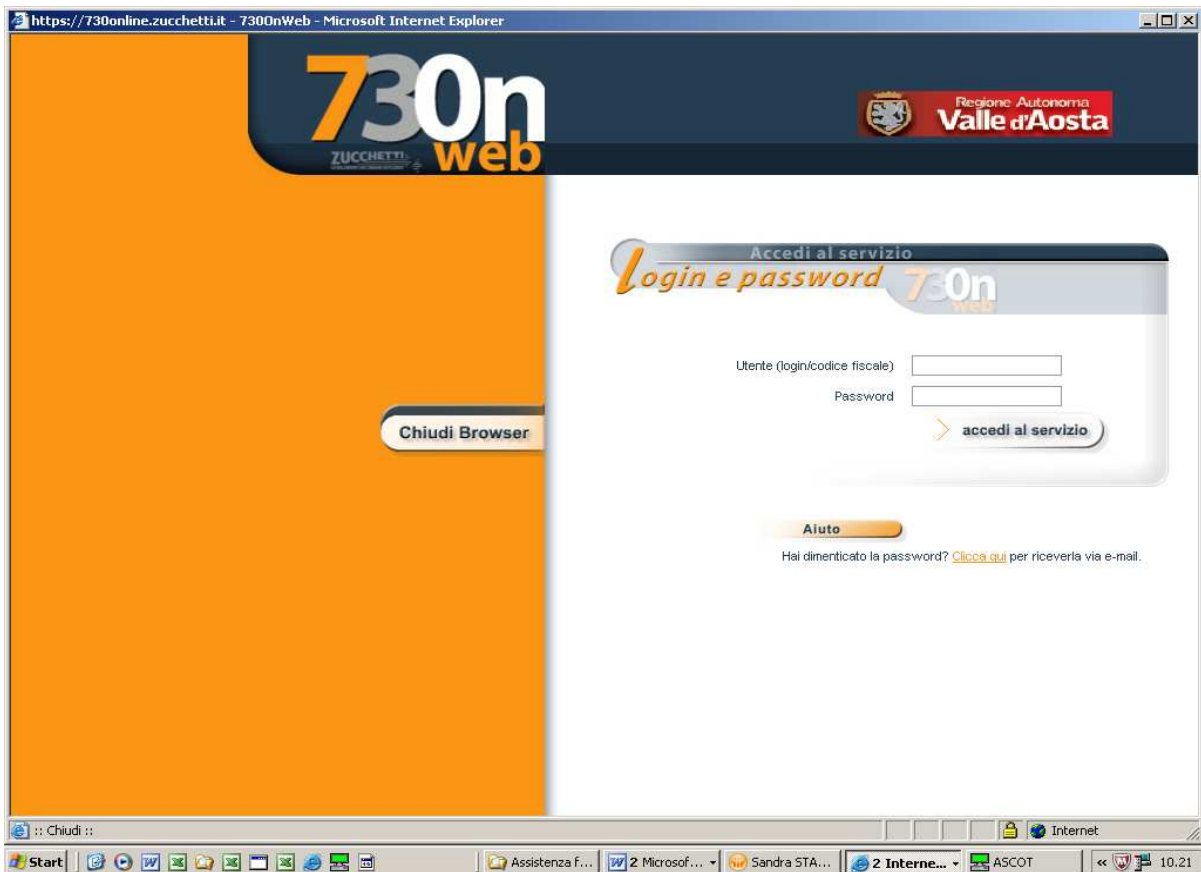 https://730online.zucchetti.it - 730OnWeb - Microsoft Internet Explorer
730n
web
ZUCCHETTI
Regione Autonoma
Valle d'Aosta
Accedi al servizio
login e password
730n
web
Utente (login/codice fiscale)
Password
accedi al servizio
Chiudi Browser
Aiuto
Hai dimenticato la password? Clicca qui per riceverla via e-mail.
:: Chiudi ::
Internet
Start
Assistenza f...
2 Microsof...
Sandra STA...
2 Interne...
ASCOT
«
10.21